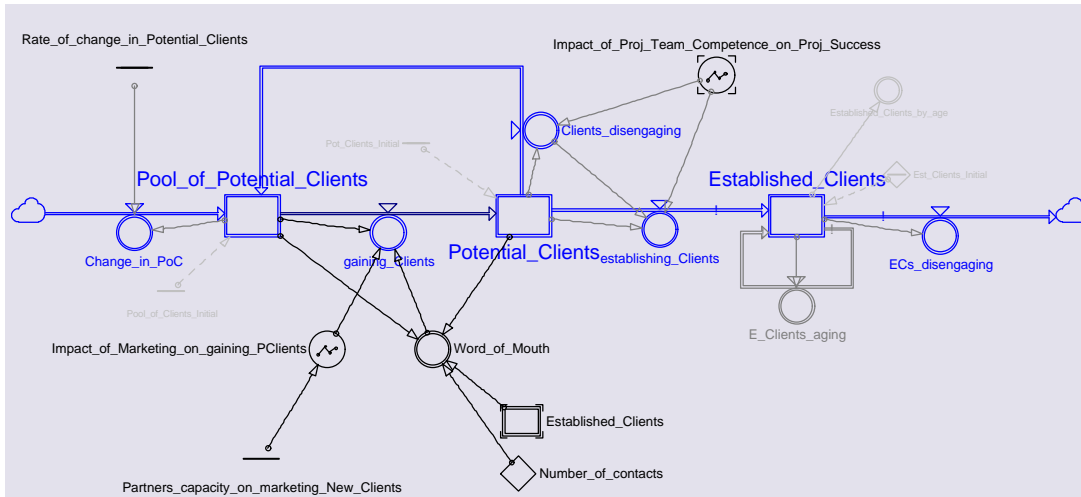 Rate_of_change_in_Potential_Clients
Impact_of_Proj_Team_Competence_on_Proj_Success
Established_Clients_by_age
Clients_disengaging
Pot_Clients_Initial
Pool_of_Potential_Clients
Established_Clients
Est_Clients_Initial
Change_in_PoC
gaining_Clients
Potential_Clients
establishing_Clients
ECs_disengaging
Pool_of_Clients_Initial
E_Clients_aging
Impact_of_Marketing_on_gaining_PClients
Word_of_Mouth
Established_Clients
Number_of_contacts
Partners_capacity_on_marketing_New_Clients